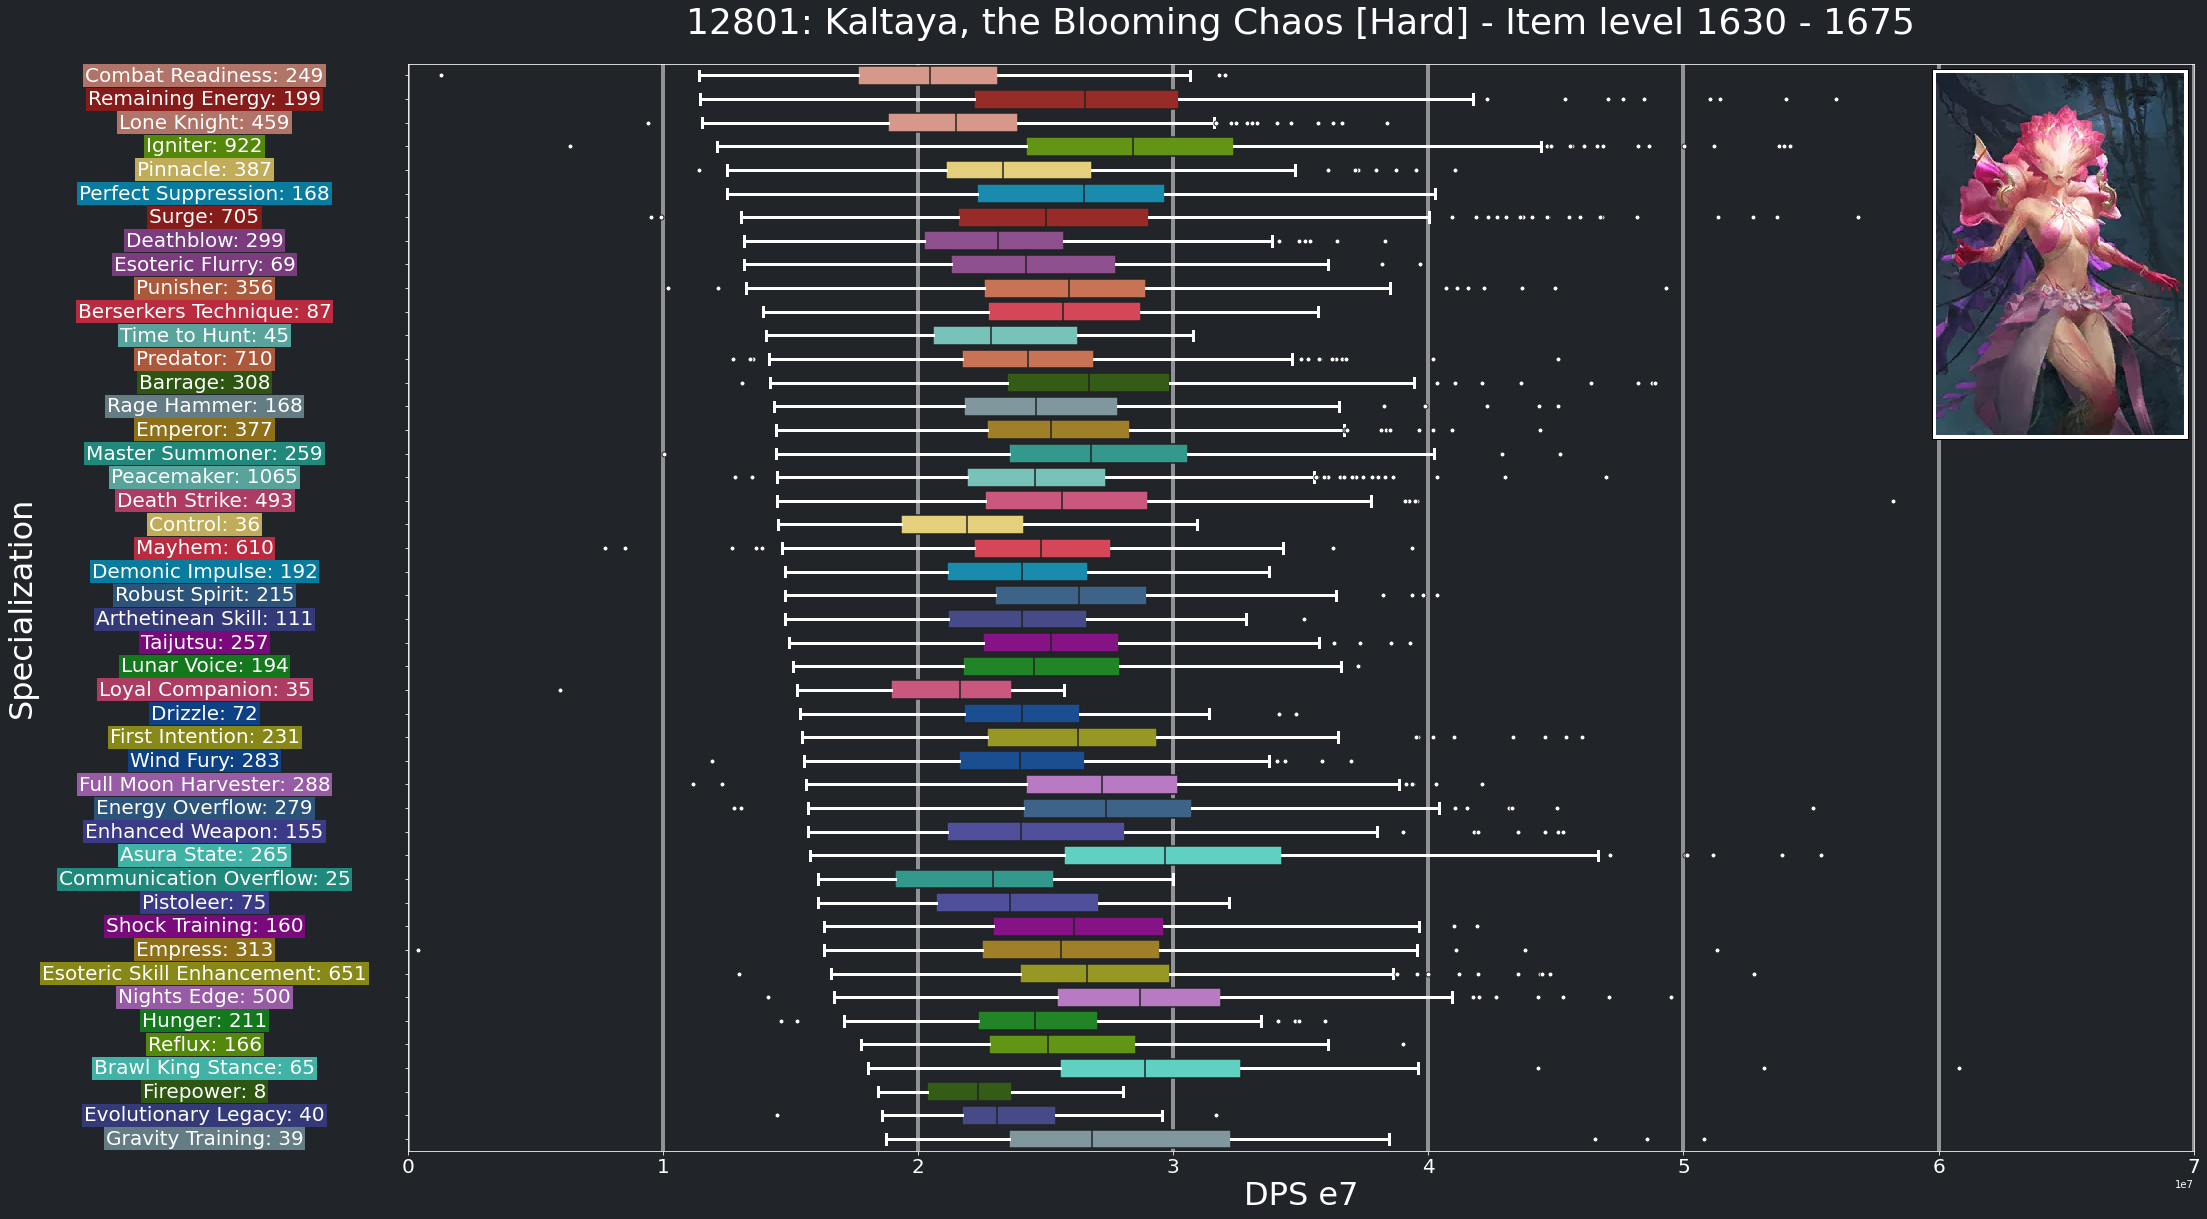 12801: Kaltaya, the Blooming Chaos [Hard] - Item level 1630 - 1675
Combat Readiness: 249
Remaining Energy: 199
Lone Knight: 459
Igniter: 922
Pinnacle: 387
Perfect Suppression: 168
Surge: 705
Deathblow: 299
Esoteric Flurry: 69
Punisher: 356
Berserkers Technique: 87
Time to Hunt: 45
Predator: 710
Barrage: 308
Rage Hammer: 168
Emperor: 377
Master Summoner: 259
Peacemaker: 1065
Death Strike: 493
Control: 36
Mayhem: 610
Demonic Impulse: 192
Robust Spirit: 215
Arthetinean Skill: 111
Taijutsu: 257
Lunar Voice: 194
Loyal Companion: 35
Drizzle: 72
First Intention: 231
Wind Fury: 283
Full Moon Harvester: 288
Energy Overflow: 279
Enhanced Weapon: 155
Asura State: 265
Communication Overflow: 25
Pistoleer: 75
Shock Training: 160
Empress: 313
Esoteric Skill Enhancement: 651
Nights Edge: 500
Hunger: 211
Reflux: 166
Brawl King Stance: 65
Firepower: 8
Evolutionary Legacy: 40
Gravity Training: 39
Specialization
0 1 2 3 4 5 6 7
1e7
DPS e7